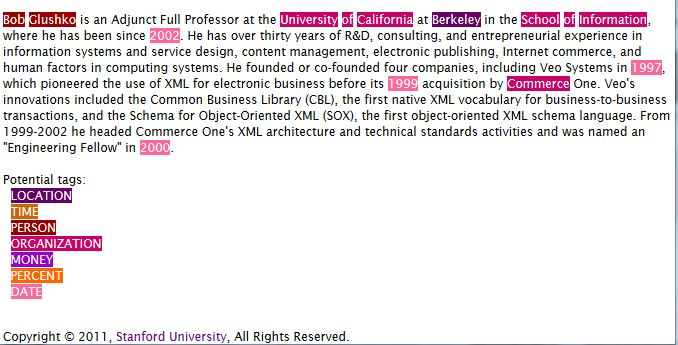 Bob Glushko is an Adjunct Full Professor at the University of California at Berkeley in the School of Information,
where he has been since 2002. He has over thirty years of R&D, consulting, and entrepreneurial experience in
information systems and service design, content management, electronic publishing, Internet commerce, and
human factors in computing systems. He founded or co-founded four companies, including Veo Systems in 1997,
which pioneered the use of XML for electronic business before its 1999 acquisition by Commerce One. Veo's
innovations included the Common Business Library (CBL), the first native XML vocabulary for business-to-business
transactions, and the Schema for Object-Oriented XML (SOX), the first object-oriented XML schema language. From
1999-2002 he headed Commerce One's XML architecture and technical standards activities and was named an
"Engineering Fellow" in 2000.
Potential tags:
LOCATION
TIME
PERSON
ORGANIZATION
MONEY
PERCENT
DATE
Copyright © 2011, Stanford University, All Rights Reserved.